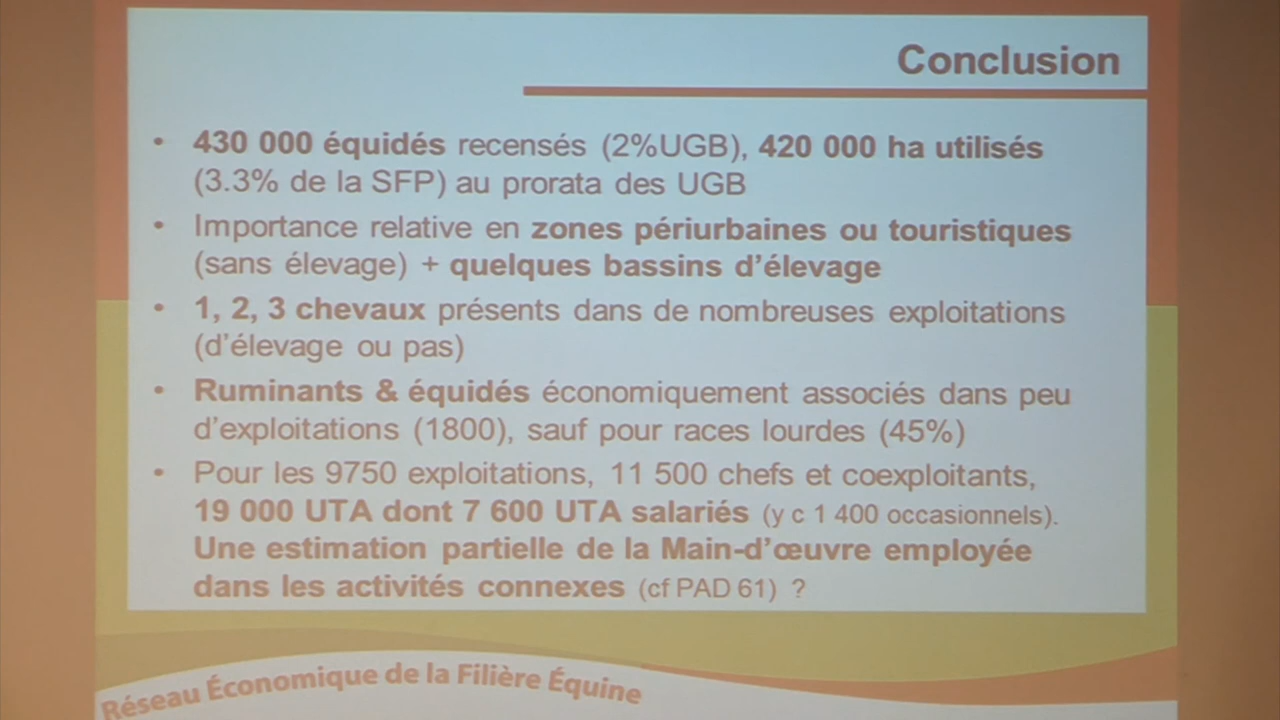 Conclusion
• 430 000 équidés recensés (2%UGB), 420 000 ha utilisés
(3.3% de la SFP) au prorata des UGB
• Importance relative en zones périurbaines ou touristiques
(sans élevage) + quelques bassins d'élevage
• 1, 2, 3 chevaux présents dans de nombreuses exploitations
(d'élevage ou pas)
• Ruminants & équidés économiquement associés dans peu
d'exploitations (1800), sauf pour races lourdes (45%)
• Pour les 9750 exploitations, 11 500 chefs et coexploitants,
19 000 UTA dont 7 600 UTA salariés (y c 1 400 occasionnels).
Une estimation partielle de la Main-d'œuvre employée
dans les activités connexes (cf PAD 61) ?
Réseau Économique de la Filière Équine